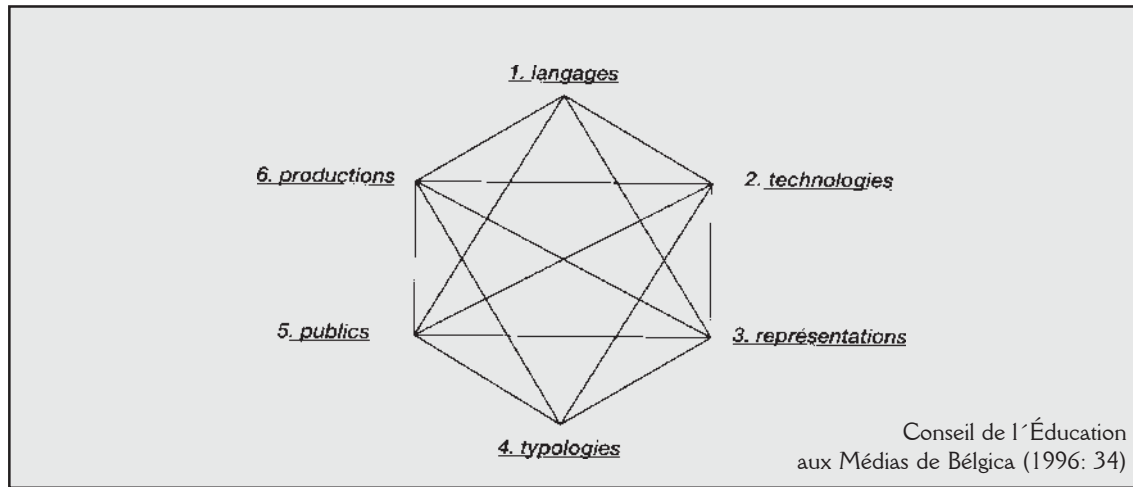 1. langages
6. productions
2. technologies
5. publics
3. représentations
4. typologies
Conseil de l´Éducation
aux Médias de Bélgica (1996: 34)